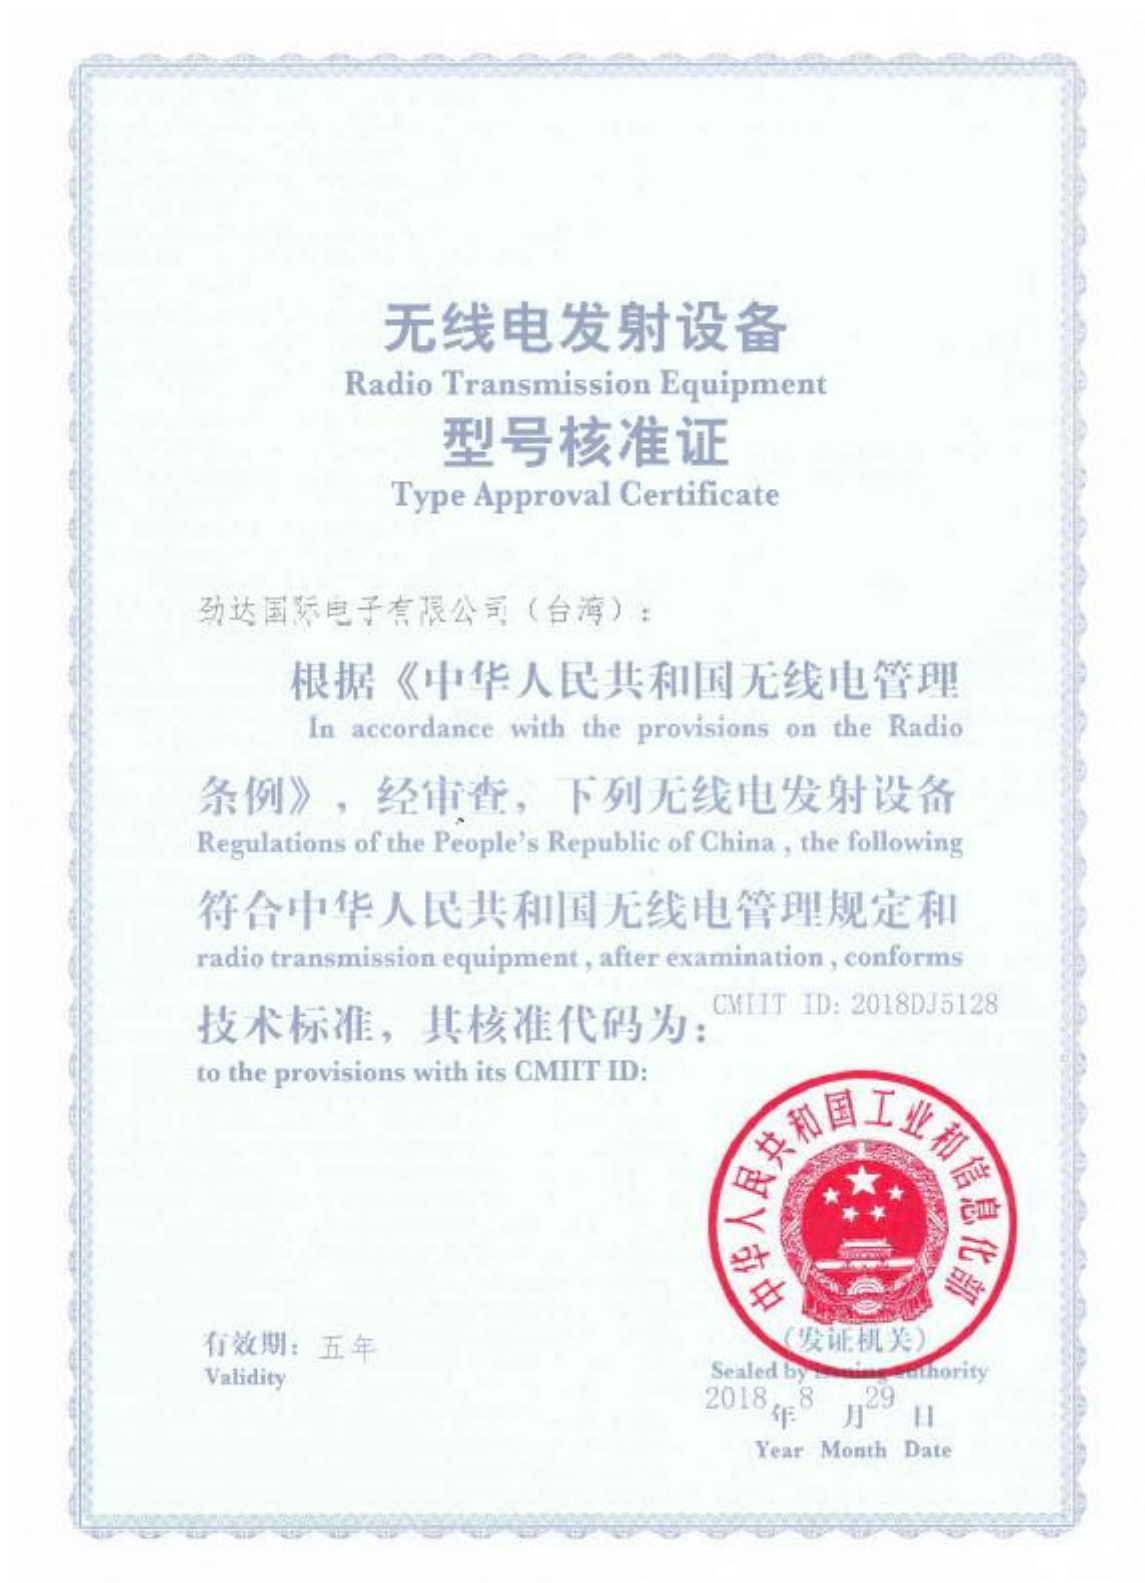 无线电发射设备
Radio Transmission Equipment
型号核准证
Type Approval Certificate
劲达国际电子有限公司（台湾）：
根据《中华人民共和国无线电管理
In accordance with the provisions on the Radio
条例》，经审查，下列无线电发射设备
Regulations of the People's Republic of China , the following
符合中华人民共和国无线电管理规定和
radio transmission equipment , after examination , conforms
技术标准，其核准代码为：CMIIT ID: 2018DJ5128
to the provisions with its CMIIT ID:
中华人民共和国工业和信息化部
有效期：五年
Validity
（发证机关）
Sealed by Issuing authority
2018 年 8 月 29 日
Year Month Date